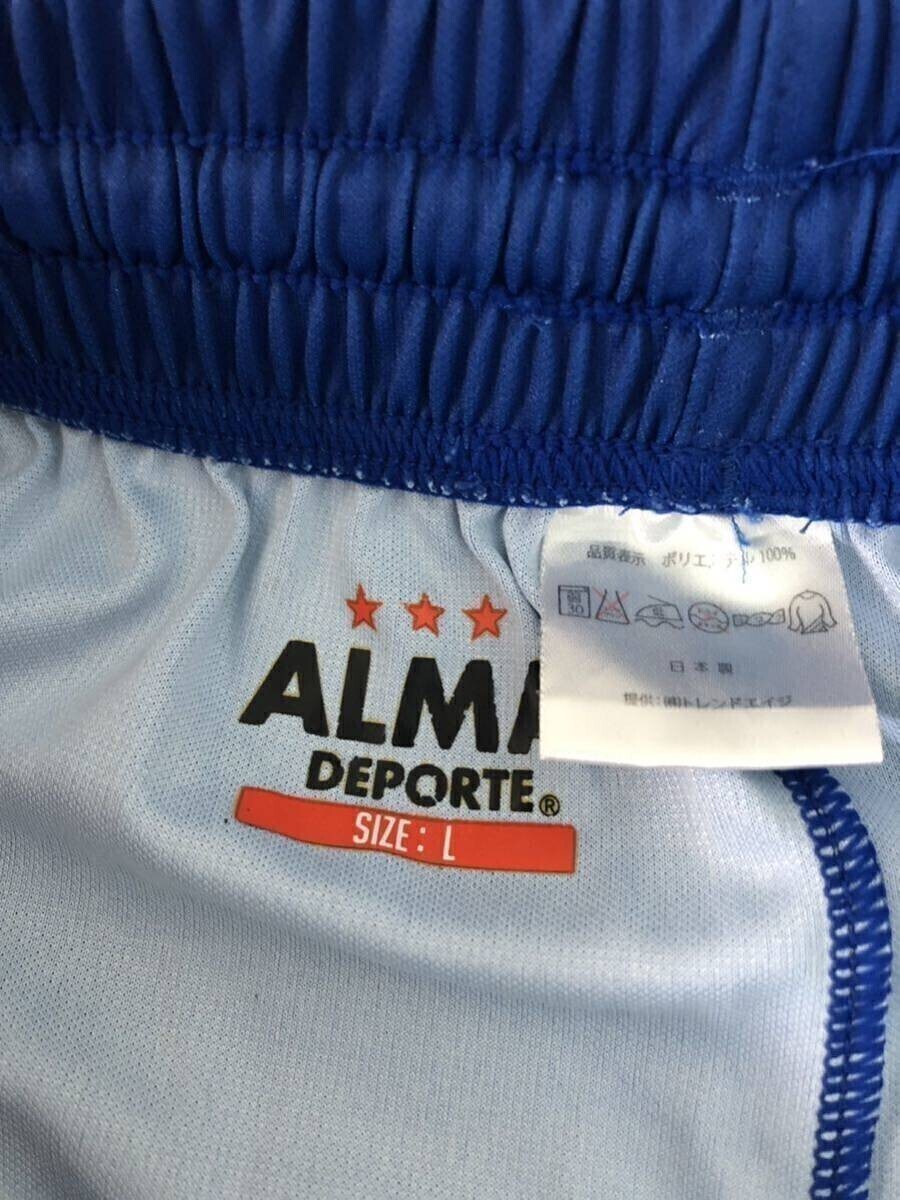 品質表示 ポリエステル100%
30
日本製
提供:㈱トレンドエイジ
ALMA
DEPORTE®
SIZE: L